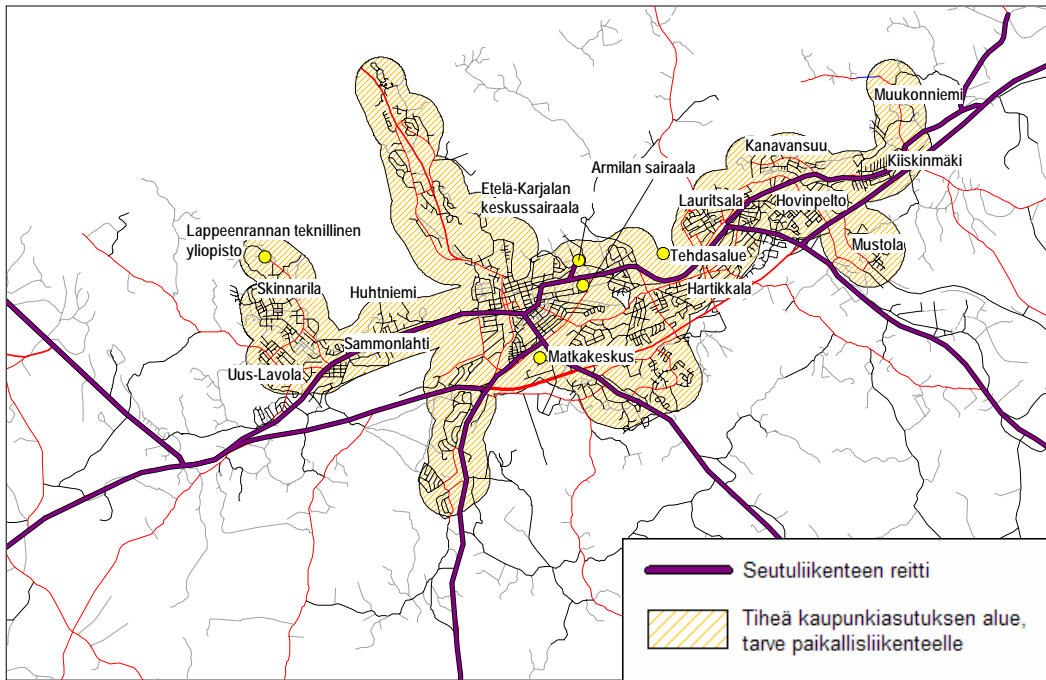 Muukonniemi
Kanavansuu
Armilan sairaala
Kiiskinmäki
Etelä-Karjalan
keskussairaala
Lauritsala
Hovinpelto
Lappeenrannan teknillinen
yliopisto
Mustola
Tehdasalue
Skinnarila
Huhtniemi
Hartikkala
Sammonlahti
Matkakeskus
Uus-Lavola
Seutuliikenteen reitti
Tiheä kaupunkiasutuksen alue,
tarve paikallisliikenteelle